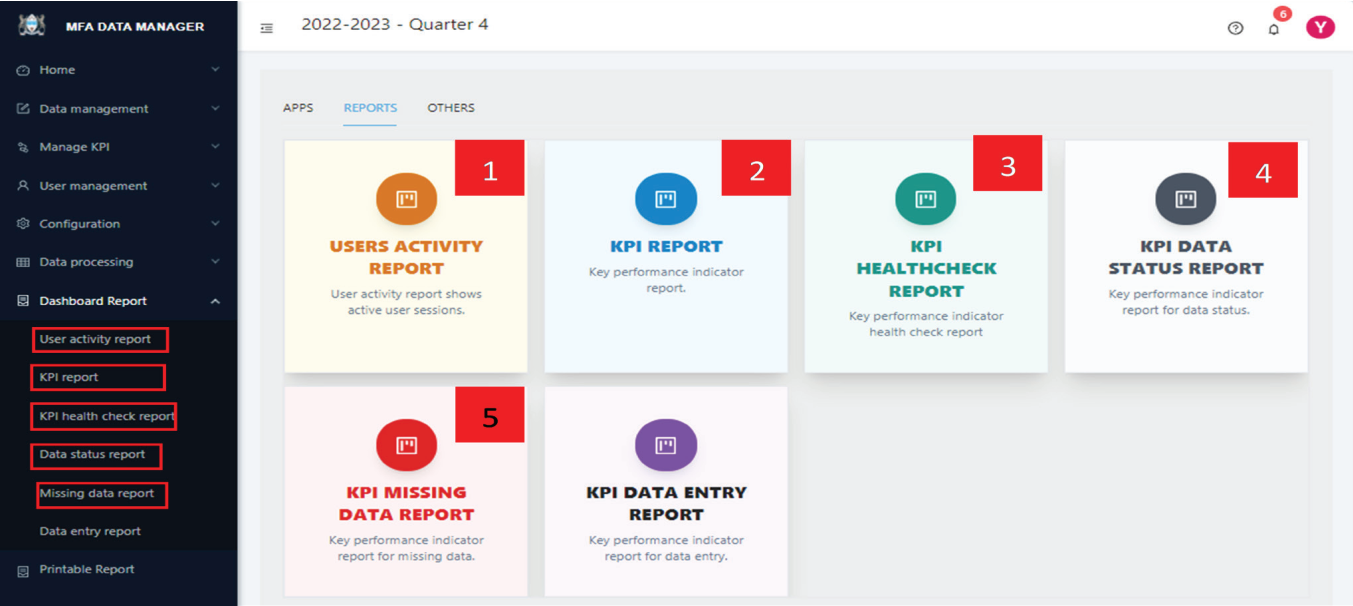 MFA DATA MANAGER
Home
Data management
Manage KPI
User management
Configuration
Data processing
Dashboard Report
User activity report
KPI report
KPI health check report
Data status report
Missing data report
Data entry report
Printable Report
2022-2023 - Quarter 4
6
Y
APPS REPORTS OTHERS
1
USERS ACTIVITY
REPORT
User activity report shows
active user sessions.
2
KPI REPORT
Key performance indicator
report.
3
KPI
HEALTHCHECK
REPORT
Key performance indicator
health check report
4
KPI DATA
STATUS REPORT
Key performance indicator
report for data status.
5
KPI MISSING
DATA REPORT
Key performance indicator
report for missing data.
KPI DATA ENTRY
REPORT
Key performance indicator
report for data entry.